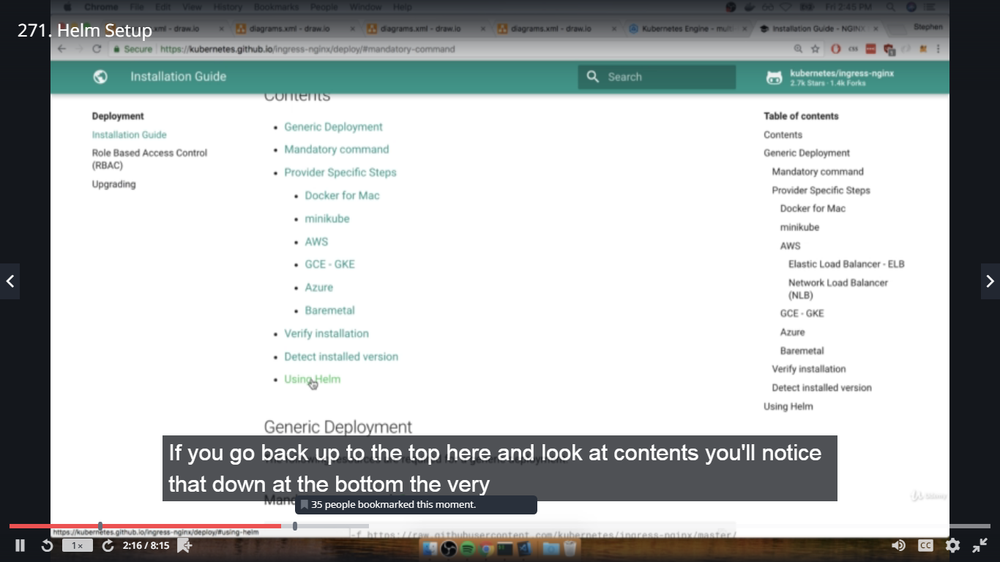 Chrome File Edit View History Bookmarks People Window Help Fri 2:45 PM
271. Helm Setup
.xml - draw.io diagrams.xml - draw.io diagrams.xml - draw.io diagrams.xml - draw.io Kubernetes Engine - multi- Installation Guide - NGINX Stephen
Secure https://kubernetes.github.io/ingress-nginx/deploy/#mandatory-command
Installation Guide
Search
kubernetes/ingress-nginx
2.7k Stars · 1.4k Forks
Deployment
Installation Guide
Role Based Access Control
(RBAC)
Upgrading
Contents
Generic Deployment
Mandatory command
Provider Specific Steps
Docker for Mac
minikube
AWS
GCE - GKE
Azure
Baremetal
Verify installation
Detect installed version
Using Helm
Generic Deployment
Table of contents
Contents
Generic Deployment
Mandatory command
Provider Specific Steps
Docker for Mac
minikube
AWS
Elastic Load Balancer - ELB
Network Load Balancer
(NLB)
GCE - GKE
Azure
Baremetal
Verify installation
Detect installed version
Using Helm
If you go back up to the top here and look at contents you'll notice
that down at the bottom the very
35 people bookmarked this moment.
Udemy
https://kubernetes.github.io/ingress-nginx/deploy/#using-helm
-f https://raw.githubusercontent.com/kubernetes/ingress-nginx/master/
1x 2:16 / 8:15 CC